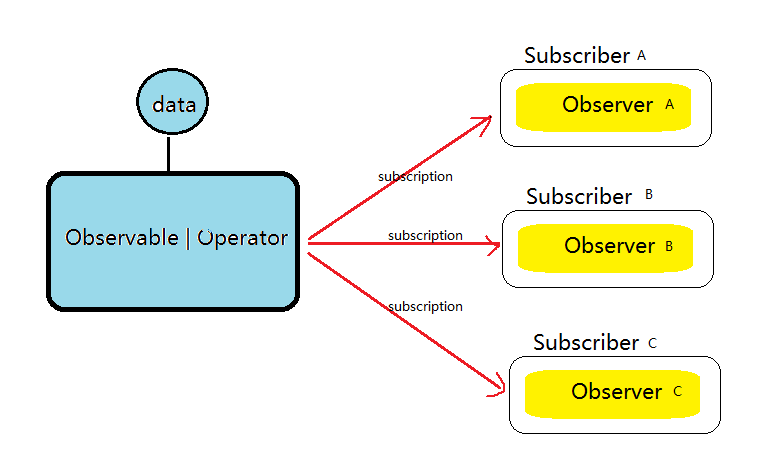 data
Observable | Operator
subscription
subscription
subscription
Subscriber A
Observer A
Subscriber B
Observer B
Subscriber C
Observer C